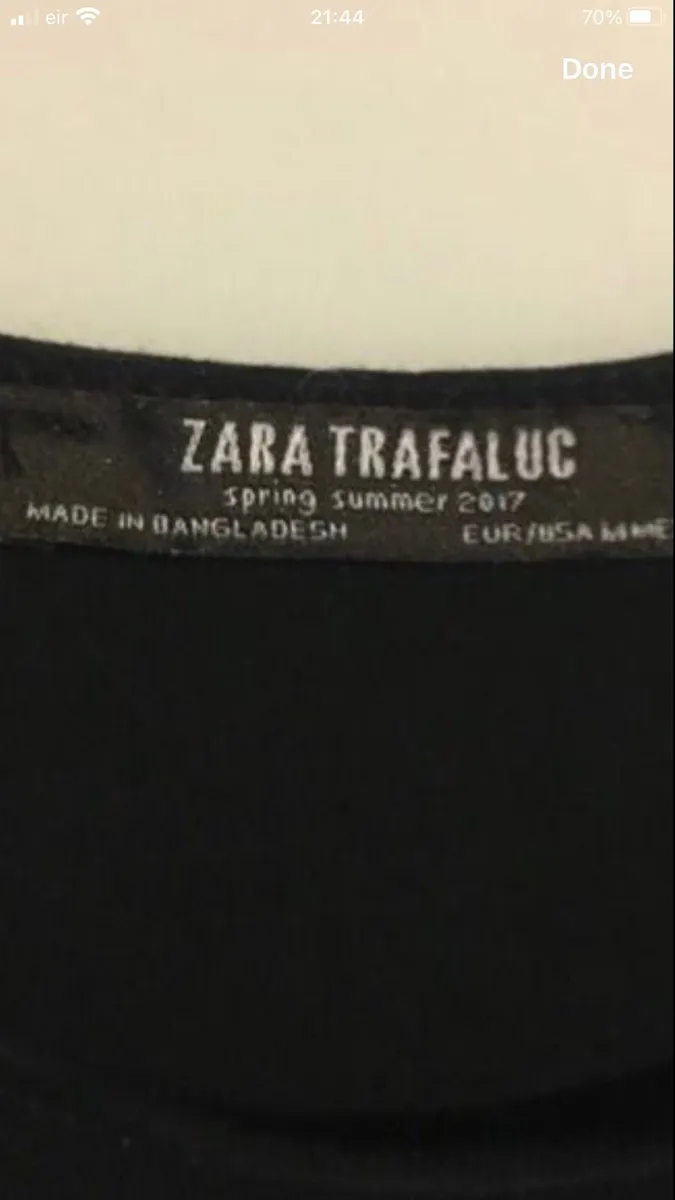 eir 21:44 70%
Done
ZARA TRAFALUC
spring summer 2017
MADE IN BANGLADESH EUR/USA M